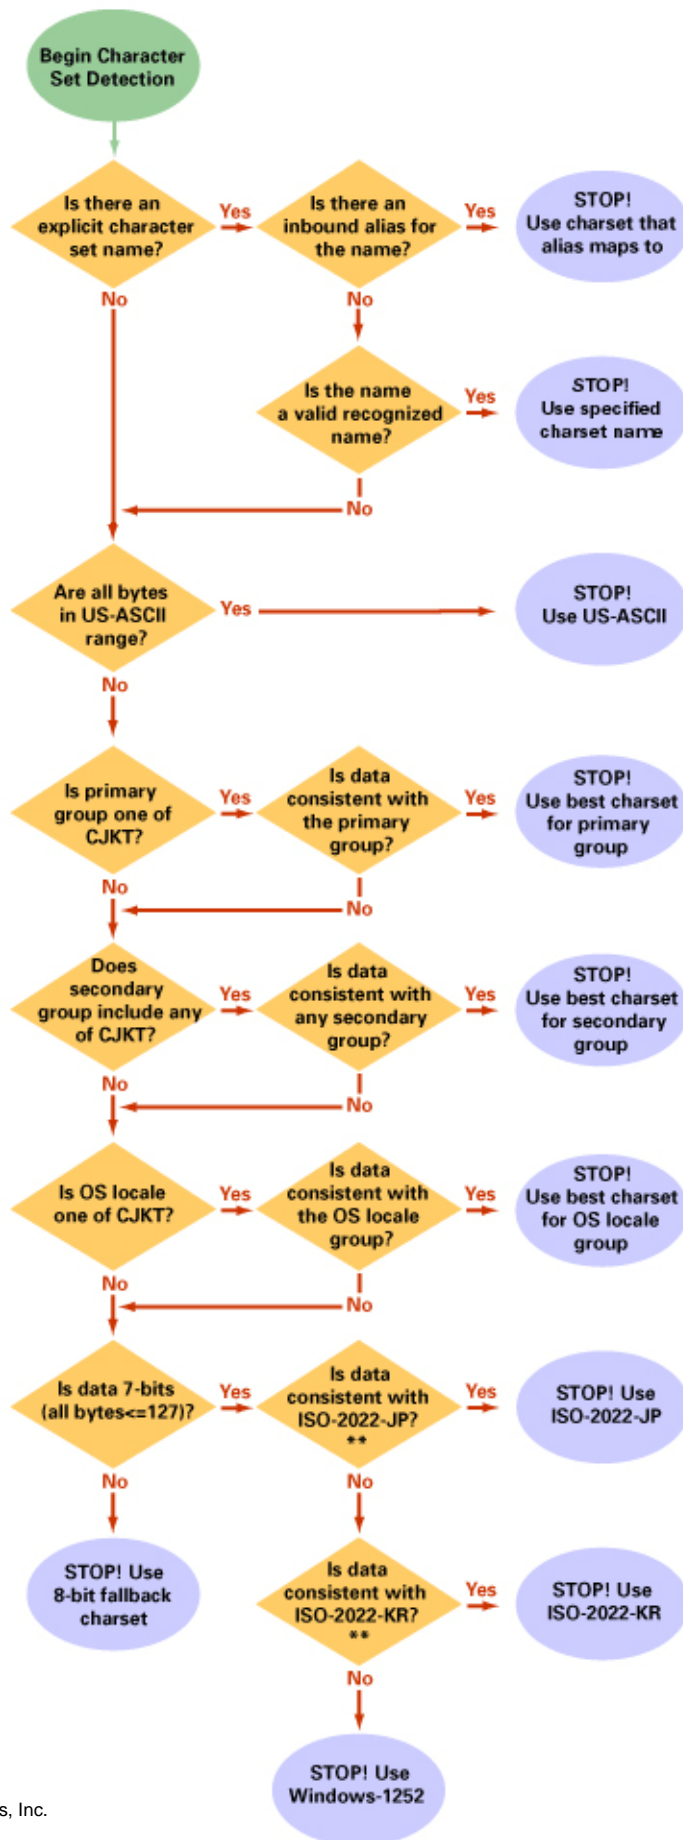 Begin Character
Set Detection
Is there an
explicit character
set name?
Yes
Is there an
inbound alias for
the name?
Yes
STOP!
Use charset that
alias maps to
No
No
Is the name
a valid recognized
name?
Yes
STOP!
Use specified
charset name
No
Are all bytes
in US-ASCII
range?
Yes
STOP!
Use US-ASCII
No
Is primary
group one of
CJKT?
Yes
Is data
consistent with
the primary
group?
Yes
STOP!
Use best charset
for primary
group
No
No
Does
secondary
group include any
of CJKT?
Yes
Is data
consistent with
any secondary
group?
Yes
STOP!
Use best charset
for secondary
group
No
No
Is OS locale
one of CJKT?
Yes
Is data
consistent with
the OS locale
group?
Yes
STOP!
Use best charset
for OS locale
group
No
No
Is data 7-bits
(all bytes<=127)?
Yes
Is data
consistent with
ISO-2022-JP?
**
Yes
STOP! Use
ISO-2022-JP
No
No
STOP! Use
8-bit fallback
charset
Is data
consistent with
ISO-2022-KR?
**
Yes
STOP! Use
ISO-2022-KR
No
STOP! Use
Windows-1252
s, Inc.